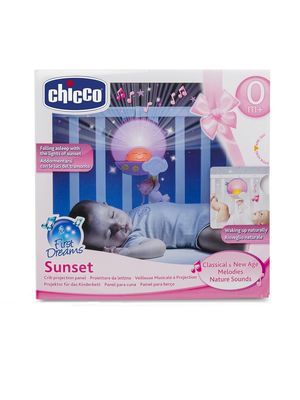 chicco
0
m+
Falling asleep with
the lights of sunset
Addormentarsi
con le luci del tramonto
Waking up naturally
Risveglio naturale
First
Dreams
Sunset
Crib projection panel - Proiettore da lettino - Veilleuse Musicale à Projection
Projektor für das Kinderbett - Panel para cuna - Painel para berço
Classical & New Age
Melodies
Nature Sounds